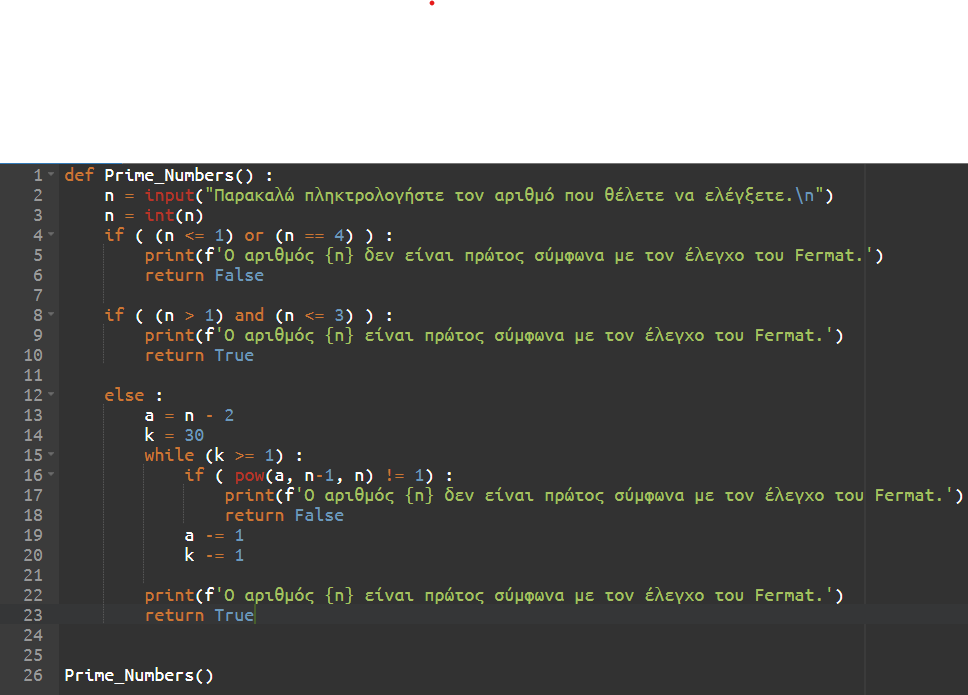 1 def Prime_Numbers() :
2     n = input("Παρακαλώ πληκτρολογήστε τον αριθμό που θέλετε να ελέγξετε.\n")
3     n = int(n)
4     if ( (n <= 1) or (n == 4) ) :
5         print(f'Ο αριθμός {n} δεν είναι πρώτος σύμφωνα με τον έλεγχο του Fermat.')
6         return False
7
8     if ( (n > 1) and (n <= 3) ) :
9         print(f'Ο αριθμός {n} είναι πρώτος σύμφωνα με τον έλεγχο του Fermat.')
10         return True
11
12     else :
13         a = n - 2
14         k = 30
15         while (k >= 1) :
16             if ( pow(a, n-1, n) != 1) :
17                 print(f'Ο αριθμός {n} δεν είναι πρώτος σύμφωνα με τον έλεγχο του Fermat.')
18                 return False
19             a -= 1
20             k -= 1
21
22         print(f'Ο αριθμός {n} είναι πρώτος σύμφωνα με τον έλεγχο του Fermat.')
23         return True
24
25
26 Prime_Numbers()